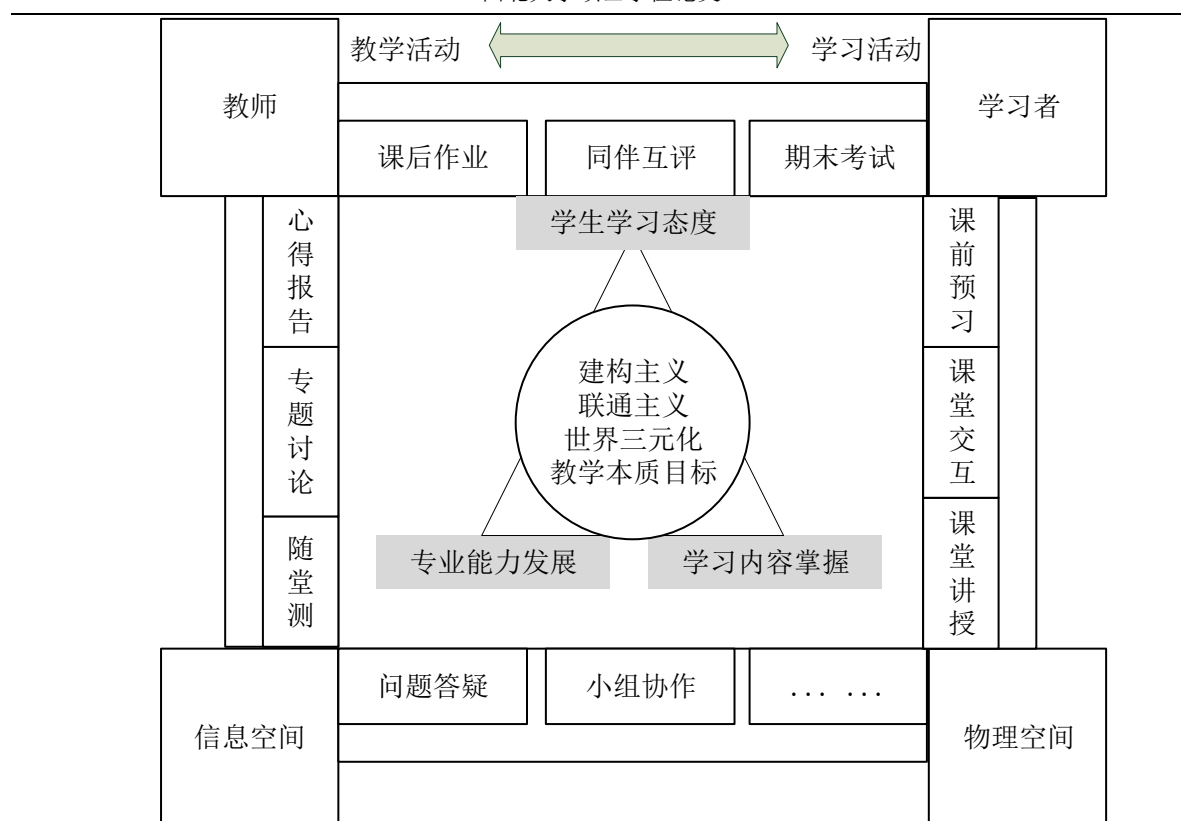 教学活动
学习活动
教师
学习者
课后作业
同伴互评
期末考试
学生学习态度
心得报告
课前预习
建构主义
联通主义
世界三元化
教学本质目标
专题讨论
课堂交互
随堂测
课堂讲授
专业能力发展
学习内容掌握
问题答疑
小组协作
... ...
信息空间
物理空间